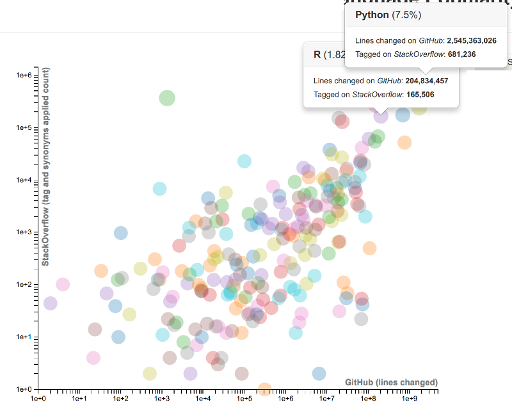 Python (7.5%)
Lines changed on GitHub: 2,545,363,026
Tagged on StackOverflow: 681,236
R (1.82
Lines changed on GitHub: 204,834,457
Tagged on StackOverflow: 165,506
StackOverflow (tag and synonyms applied count)
1e+6
1e+5
1e+4
1e+3
1e+2
1e+1
1e+0
GitHub (lines changed)
1e+0 1e+1 1e+2 1e+3 1e+4 1e+5 1e+6 1e+7 1e+8 1e+9